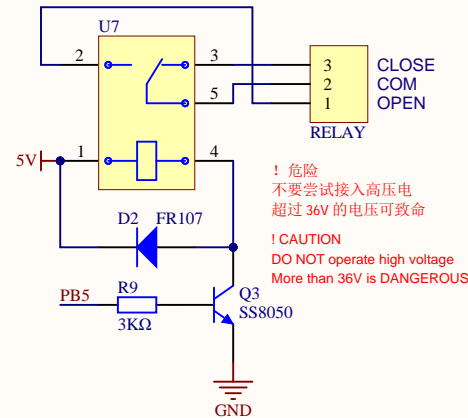 U7
2
3
5
1
4
3
2
1
CLOSE
COM
OPEN
RELAY
5V
！危险
不要尝试接入高压电
超过 36V 的电压可致命
! CAUTION
DO NOT operate high voltage
More than 36V is DANGEROUS
D2
FR107
PB5
R9
3KΩ
Q3
SS8050
GND